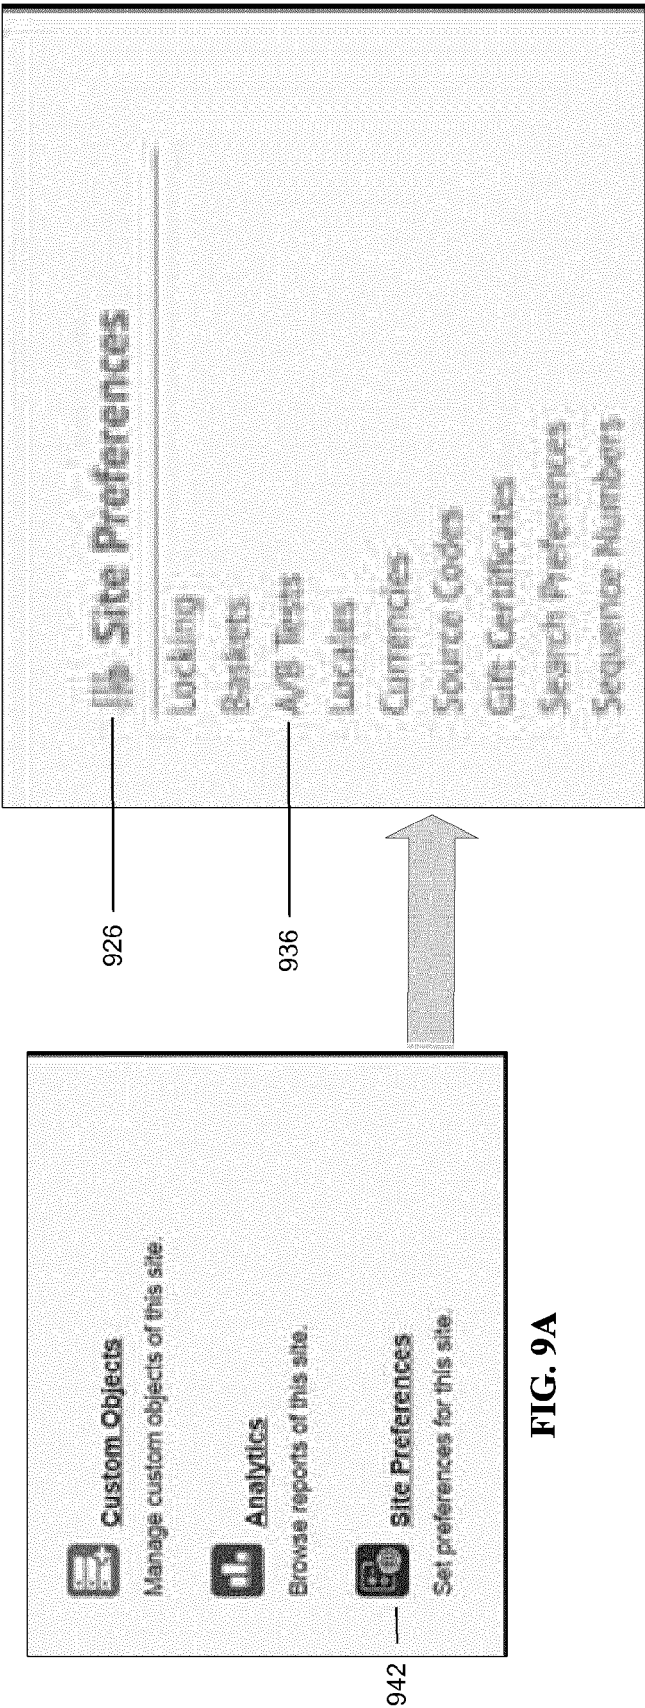 Custom Objects
Manage custom objects of this site.
Analytics
Browse reports of this site.
942
Site Preferences
Set preferences for this site.
926
Site Preferences
Locking
Baskets
936
A/B Tests
Locales
Currencies
Source Codes
Gift Certificates
Search Preferences
Sequence Numbers
FIG. 9A